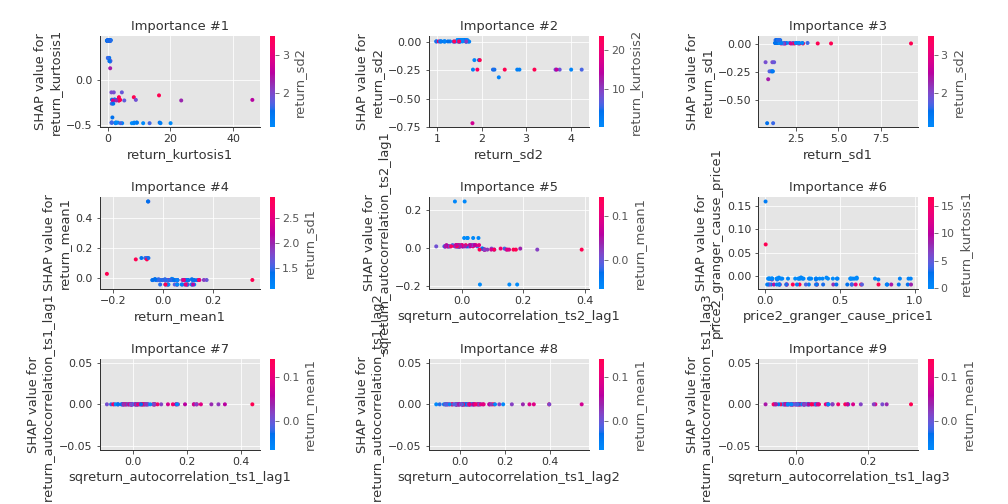 Importance #1
SHAP value for
return_kurtosis1
0.0
−0.5
0
20
40
return_kurtosis1
3
2
return_sd2
Importance #2
SHAP value for
return_sd2
0.00
−0.25
−0.50
−0.75
1
2
3
4
return_sd2
20
10
return_kurtosis2
Importance #3
SHAP value for
return_sd1
0.00
−0.25
−0.50
2.5
5.0
7.5
return_sd1
3
2
return_sd2
Importance #4
SHAP value for
return_mean1
0.4
0.2
0.0
−0.2
0.0
0.2
return_mean1
2.5
2.0
1.5
return_sd1
Importance #5
SHAP value for
sqreturn_autocorrelation_ts2_lag1
0.2
0.0
−0.2
0.0
0.2
0.4
sqreturn_autocorrelation_ts2_lag1
0.1
0.0
return_mean1
Importance #6
SHAP value for
price2_granger_cause_price1
0.15
0.10
0.05
0.00
0.0
0.5
1.0
price2_granger_cause_price1
15
10
5
0
return_kurtosis1
Importance #7
SHAP value for
sqreturn_autocorrelation_ts1_lag1
0.05
0.00
−0.05
0.0
0.2
0.4
sqreturn_autocorrelation_ts1_lag1
0.1
0.0
return_mean1
Importance #8
SHAP value for
sqreturn_autocorrelation_ts1_lag2
0.05
0.00
−0.05
0.0
0.2
0.4
sqreturn_autocorrelation_ts1_lag2
0.1
0.0
return_mean1
Importance #9
SHAP value for
return_autocorrelation_ts1_lag3
0.05
0.00
−0.05
0.0
0.2
sqreturn_autocorrelation_ts1_lag3
0.1
0.0
return_mean1